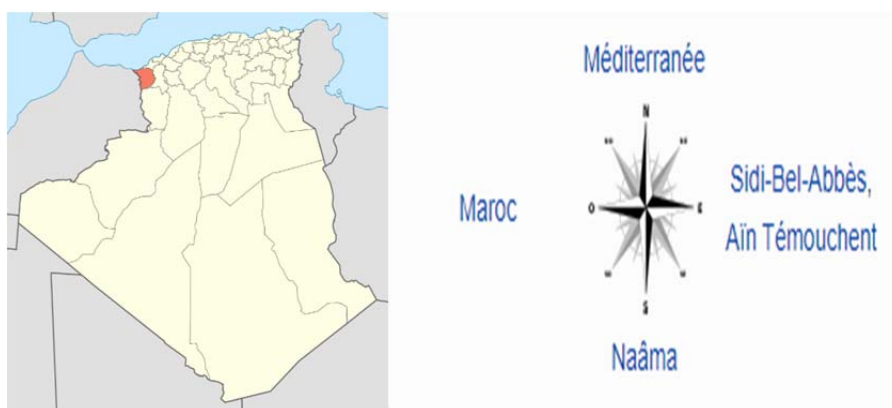 Méditerranée
N
Maroc
O
E
Sidi-Bel-Abbès,
Aïn Témouchent
S
Naâma